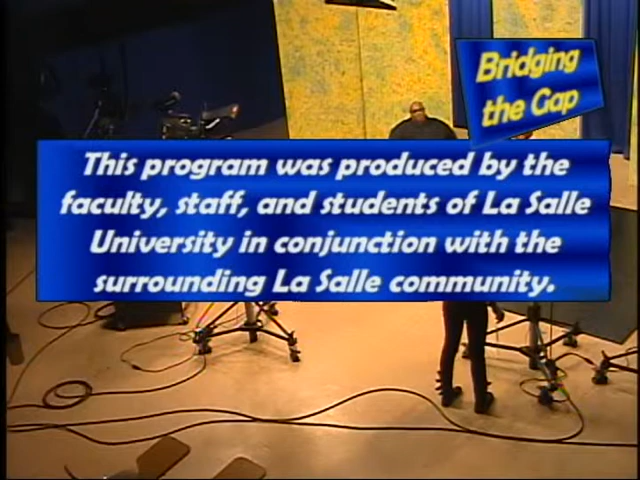 Bridging
the Gap
This program was produced by the
faculty, staff, and students of La Salle
University in conjunction with the
surrounding La Salle community.